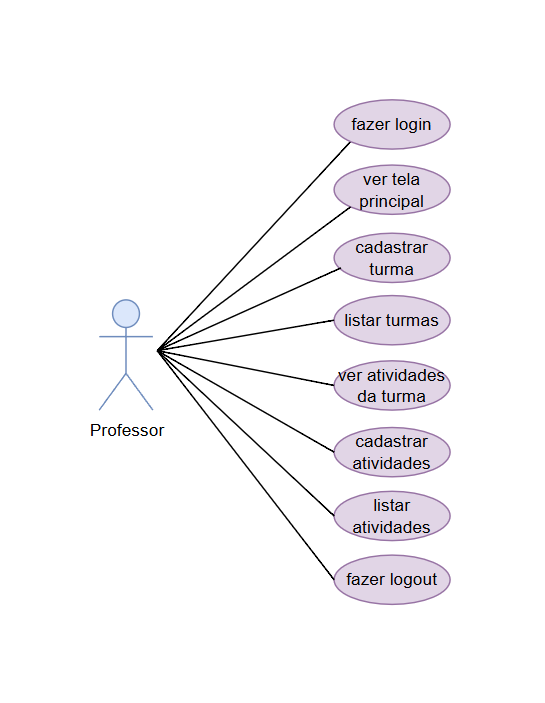 fazer login
ver tela
principal
cadastrar
turma
listar turmas
ver atividades
da turma
cadastrar
atividades
listar
atividades
fazer logout
Professor